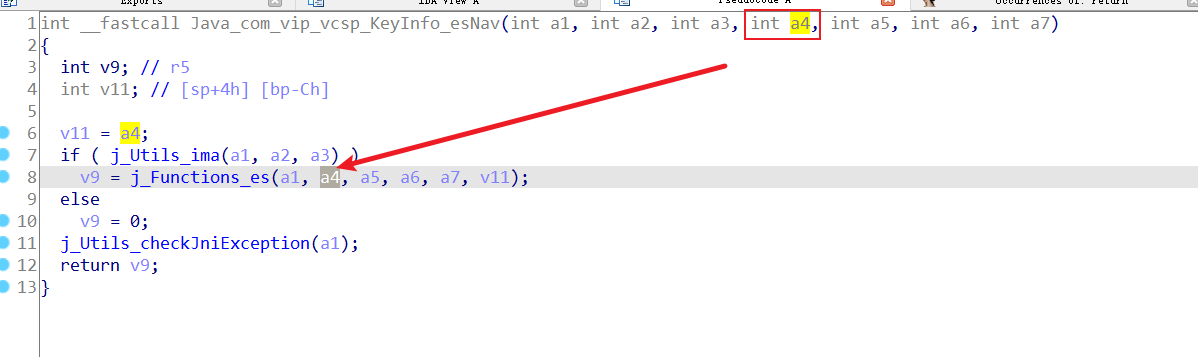 Exports
IDA View A
Pseudocode A
Occurrences of: return
1 int __fastcall Java_com_vip_vcsp_KeyInfo_esNav(int a1, int a2, int a3, int a4, int a5, int a6, int a7)
2 {
3   int v9; // r5
4   int v11; // [sp+4h] [bp-Ch]
5
6   v11 = a4;
7   if ( j_Utils_ima(a1, a2, a3) )
8     v9 = j_Functions_es(a1, a4, a5, a6, a7, v11);
9   else
10     v9 = 0;
11   j_Utils_checkJniException(a1);
12   return v9;
13 }